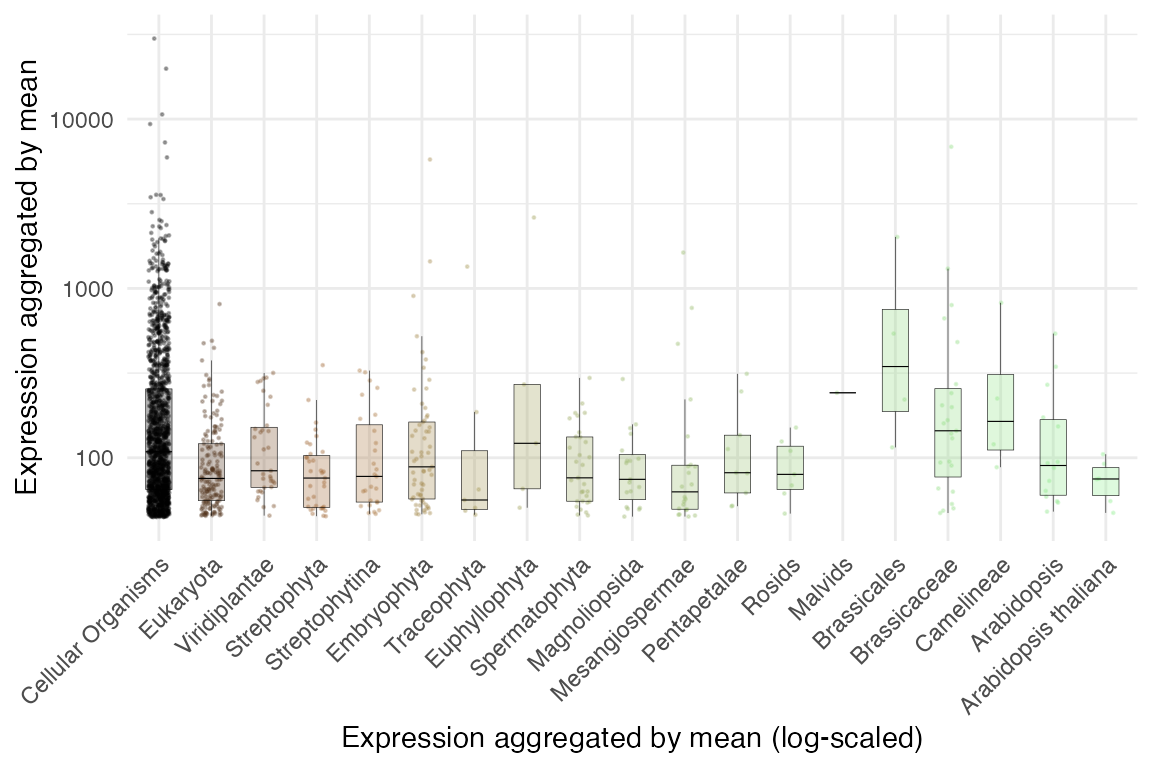 Expresssion aggregated by mean
10000
1000
100
Cellular Organisms
Eukaryota
Viridiplantae
Streptophyta
Streptophytina
Embryophyta
Traceophyta
Euphyllophyta
Spermatophyta
Magnoliopsida
Mesangiospermae
Pentapetalae
Rosids
Malvids
Brassicales
Brassicaceae
Camelineae
Arabidopsis
Arabidopsis thaliana
Expression aggregated by mean (log-scaled)